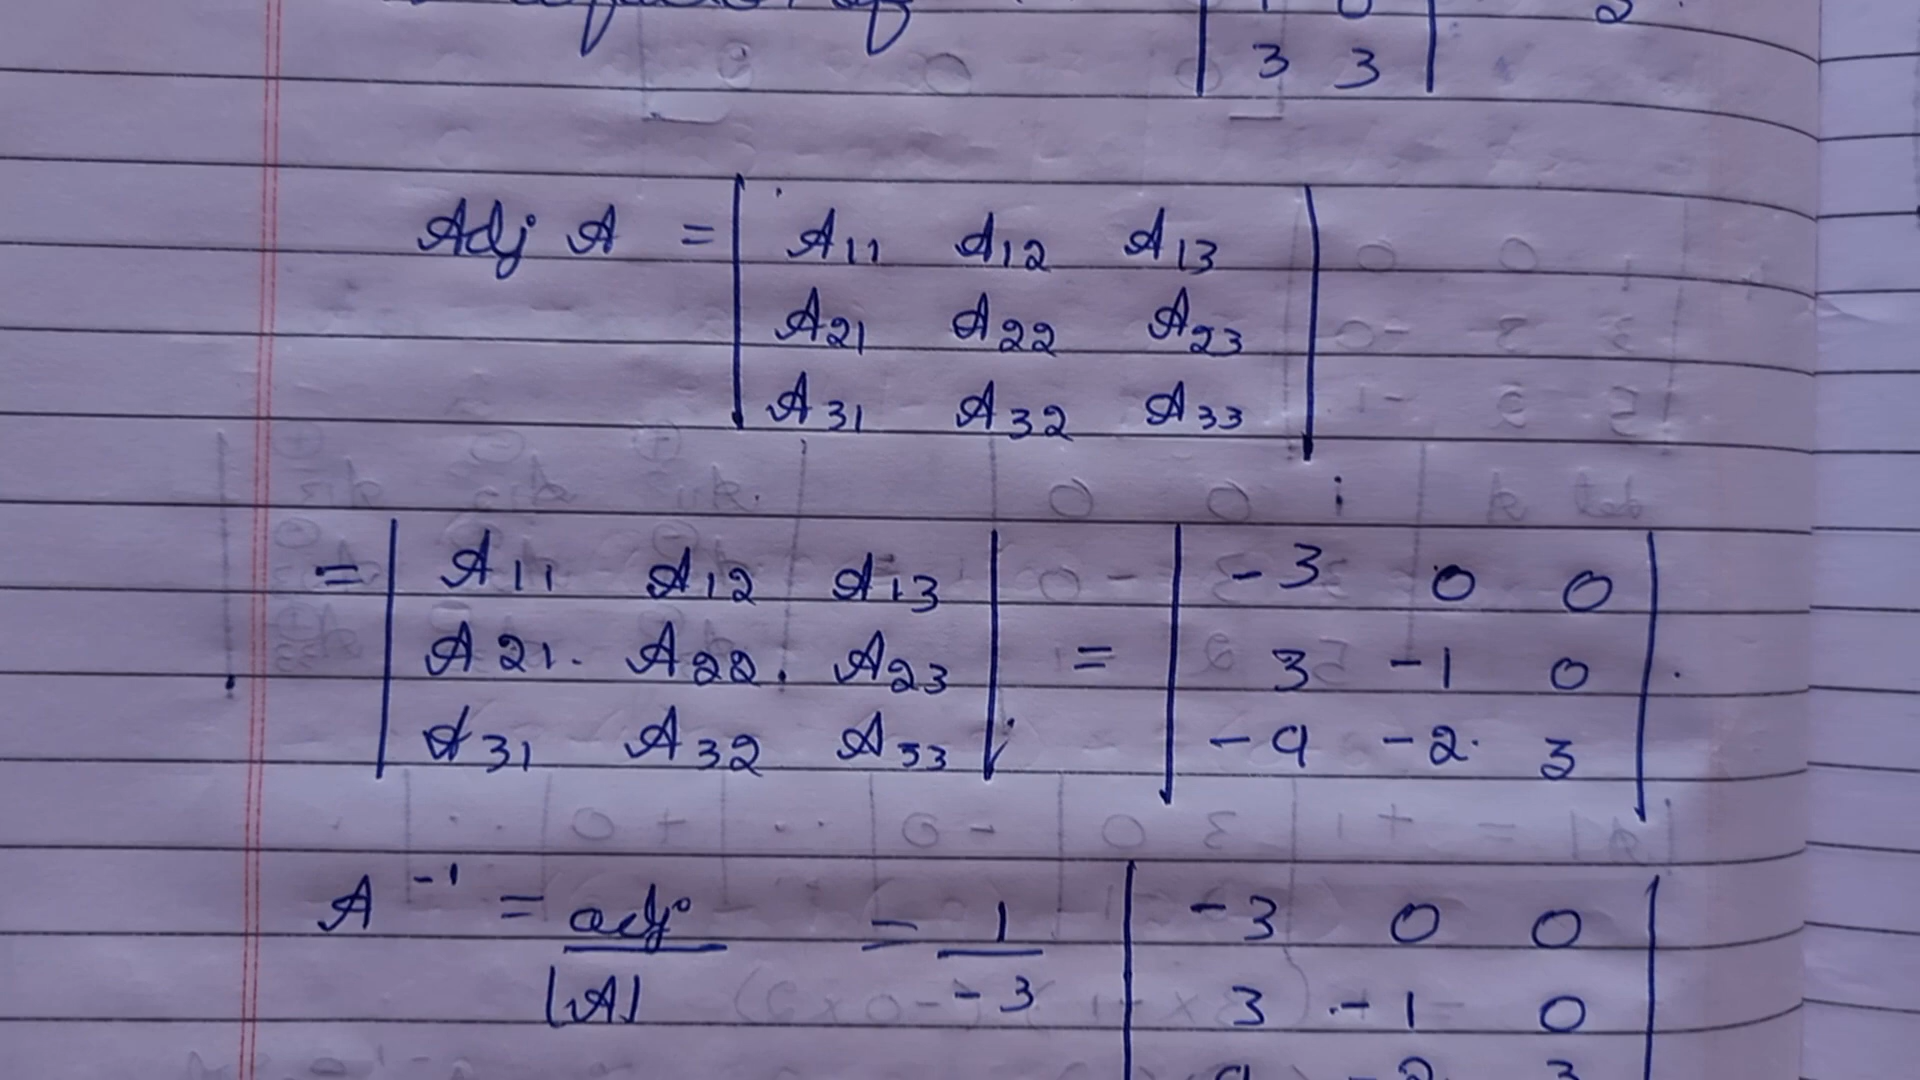 3 3
Adj A = | A11 A12 A13 |
| A21 A22 A23 |
| A31 A32 A33 |
= | A11 A12 A13 | = | -3 0 0 |
| A21. A22. A23 | | 3 -1 0 | .
| A31 A32 A33 | | -9 -2. 3 |
A^-1 = adj / |A| = 1 / -3 | -3 0 0 |
| 3 -1 0 |